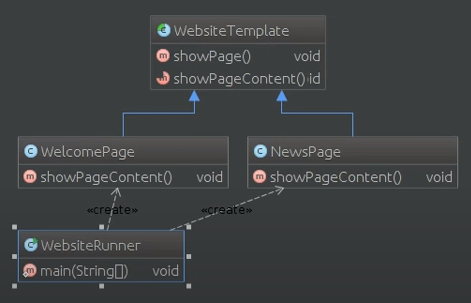 WebsiteTemplate
showPage() void
showPageContent() id
WelcomePage
showPageContent() void
NewsPage
showPageContent() void
«create» «create»
WebsiteRunner
main(String[]) void